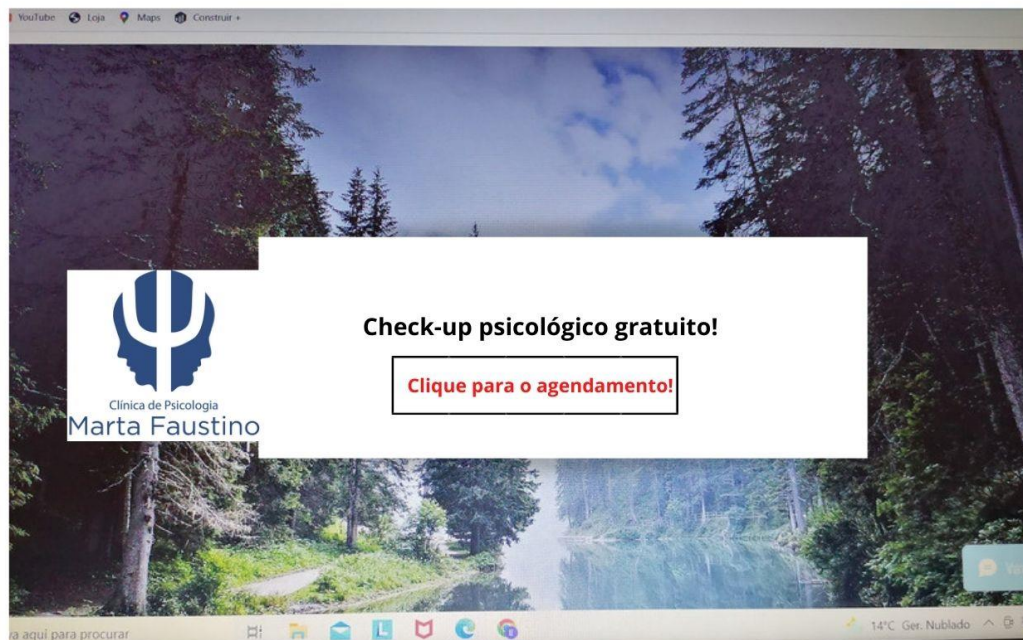 YouTube Loja Maps Construir +
Check-up psicológico gratuito!
Clique para o agendamento!
Clínica de Psicologia
Marta Faustino
aqui para procurar
14°C Ger. Nublado